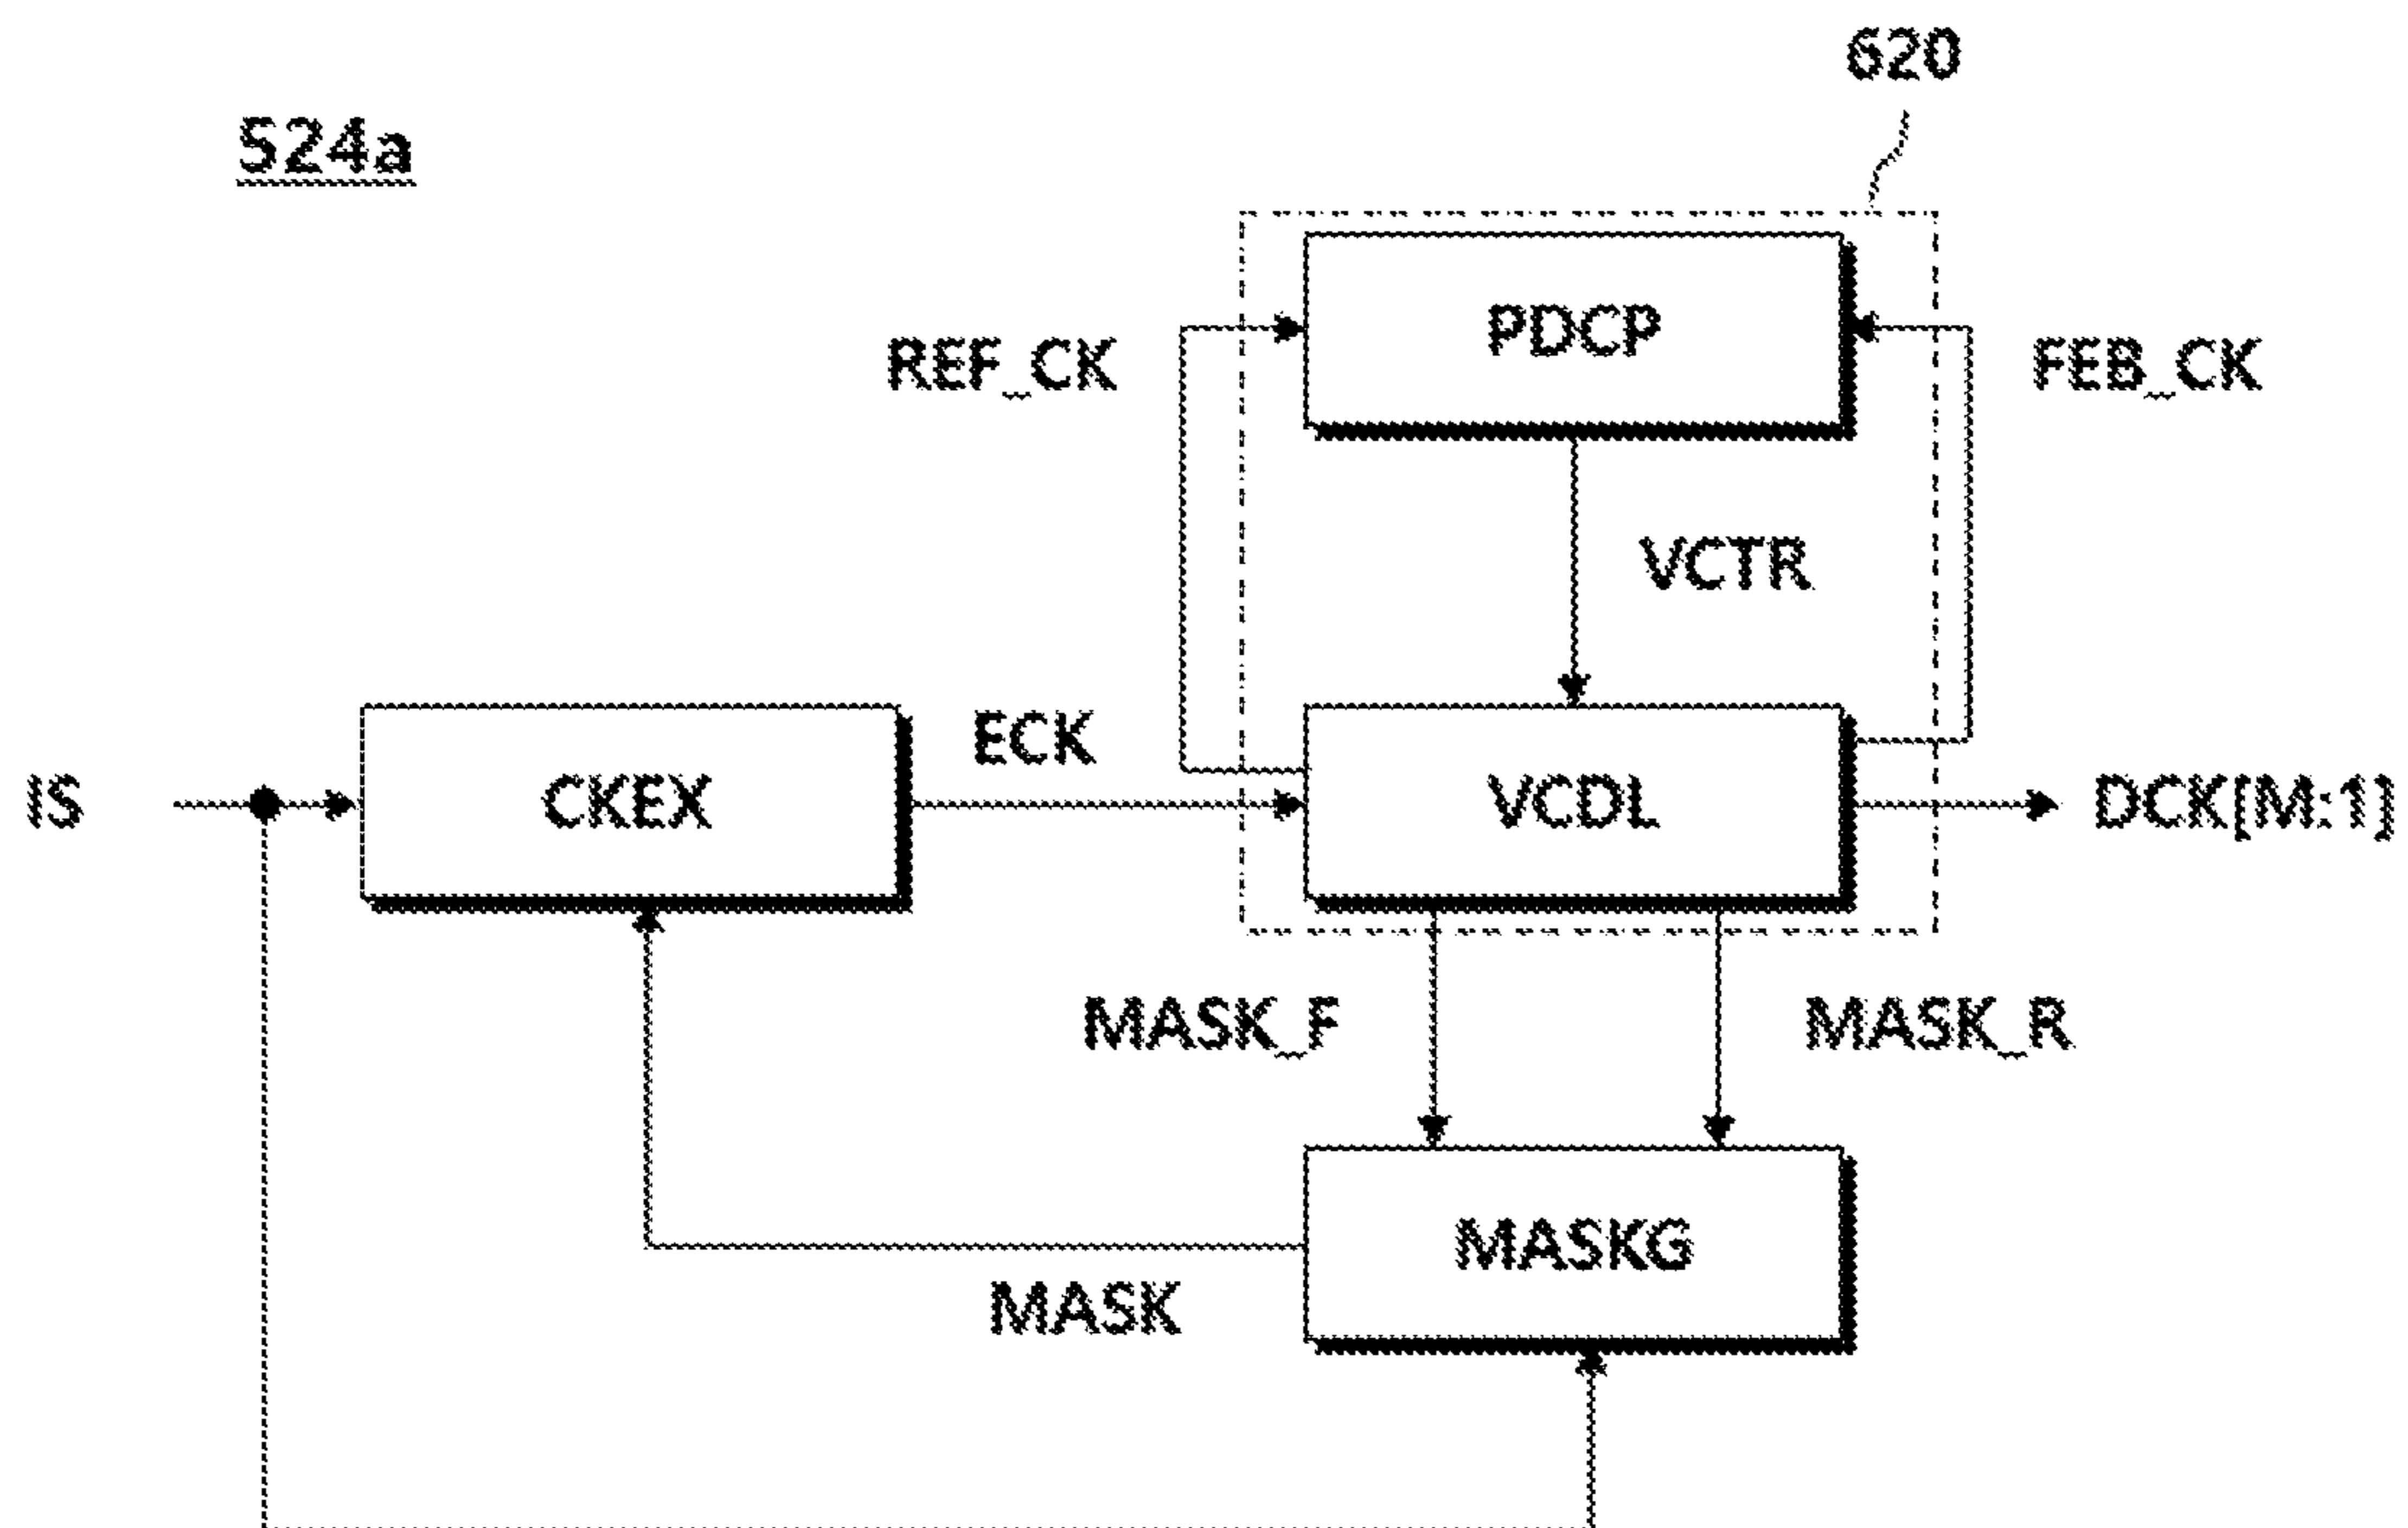 620
524a
PDCP
REF_CK
FEB_CK
VCTR
ECK
IS
CKEX
VCDL
DCK[M:1]
MASK_F
MASK_R
MASKG
MASK